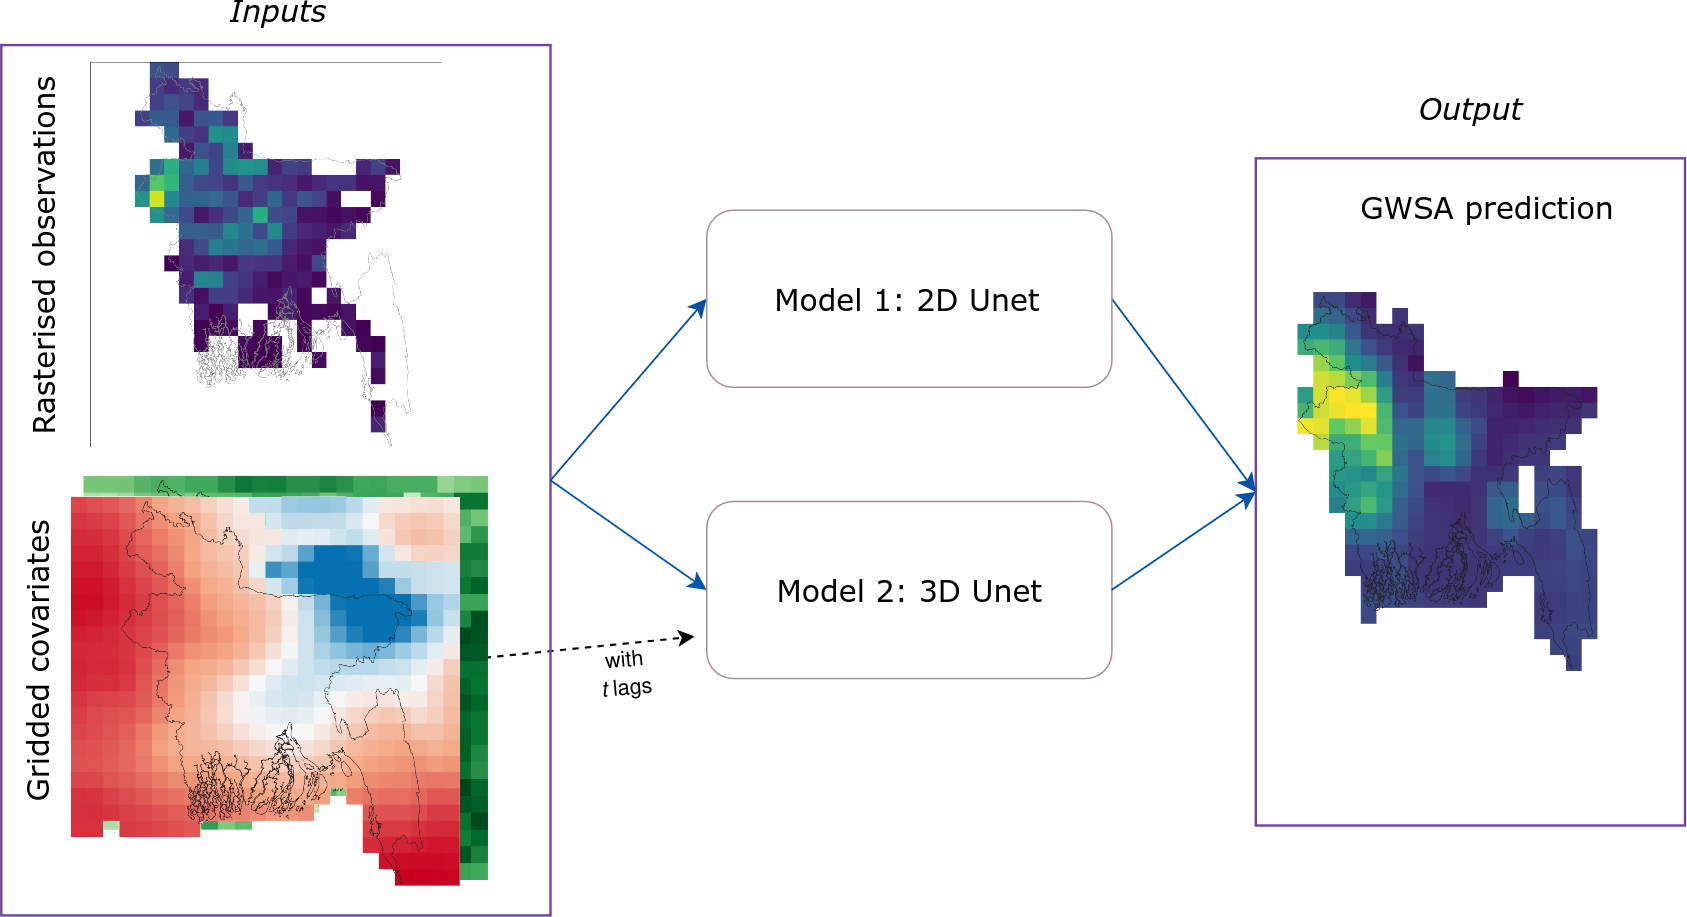 Inputs
Rasterised observations
Gridded covariates
Model 1: 2D Unet
Model 2: 3D Unet
with
t lags
Output
GWSA prediction